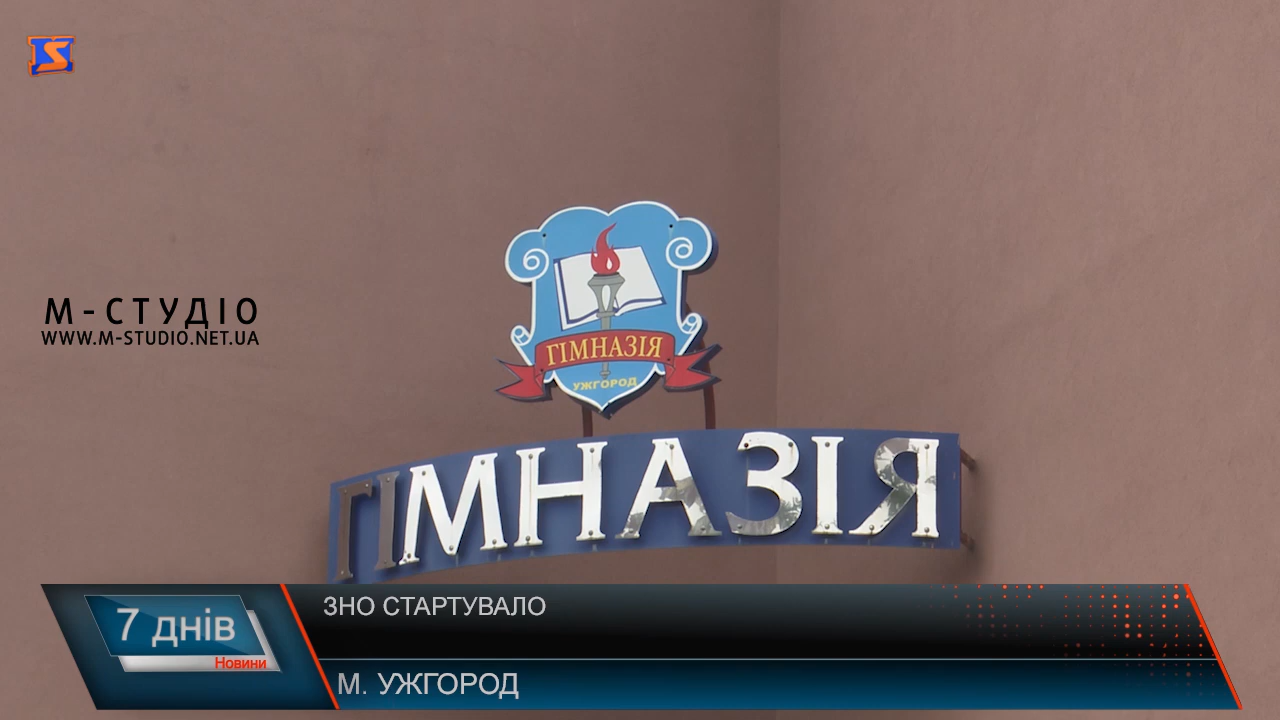 М-СТУДІО
WWW.M-STUDIO.NET.UA
ГІМНАЗІЯ
УЖГОРОД
ГІМНАЗІЯ
7 днів
Новини
ЗНО СТАРТУВАЛО
М. УЖГОРОД